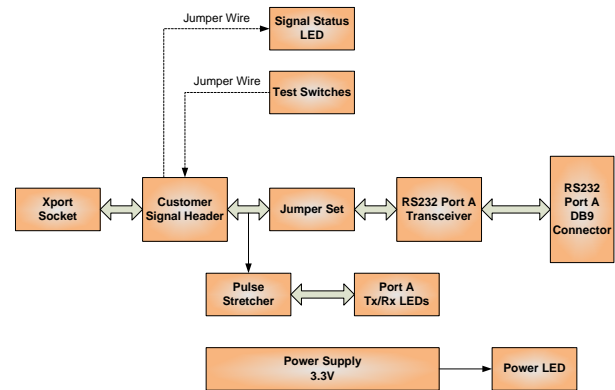 Jumper Wire
Signal Status
LED
Jumper Wire
Test Switches
Xport
Socket
Customer
Signal Header
Jumper Set
RS232 Port A
Transceiver
RS232
Port A
DB9
Connector
Pulse
Stretcher
Port A
Tx/Rx LEDs
Power Supply
3.3V
Power LED